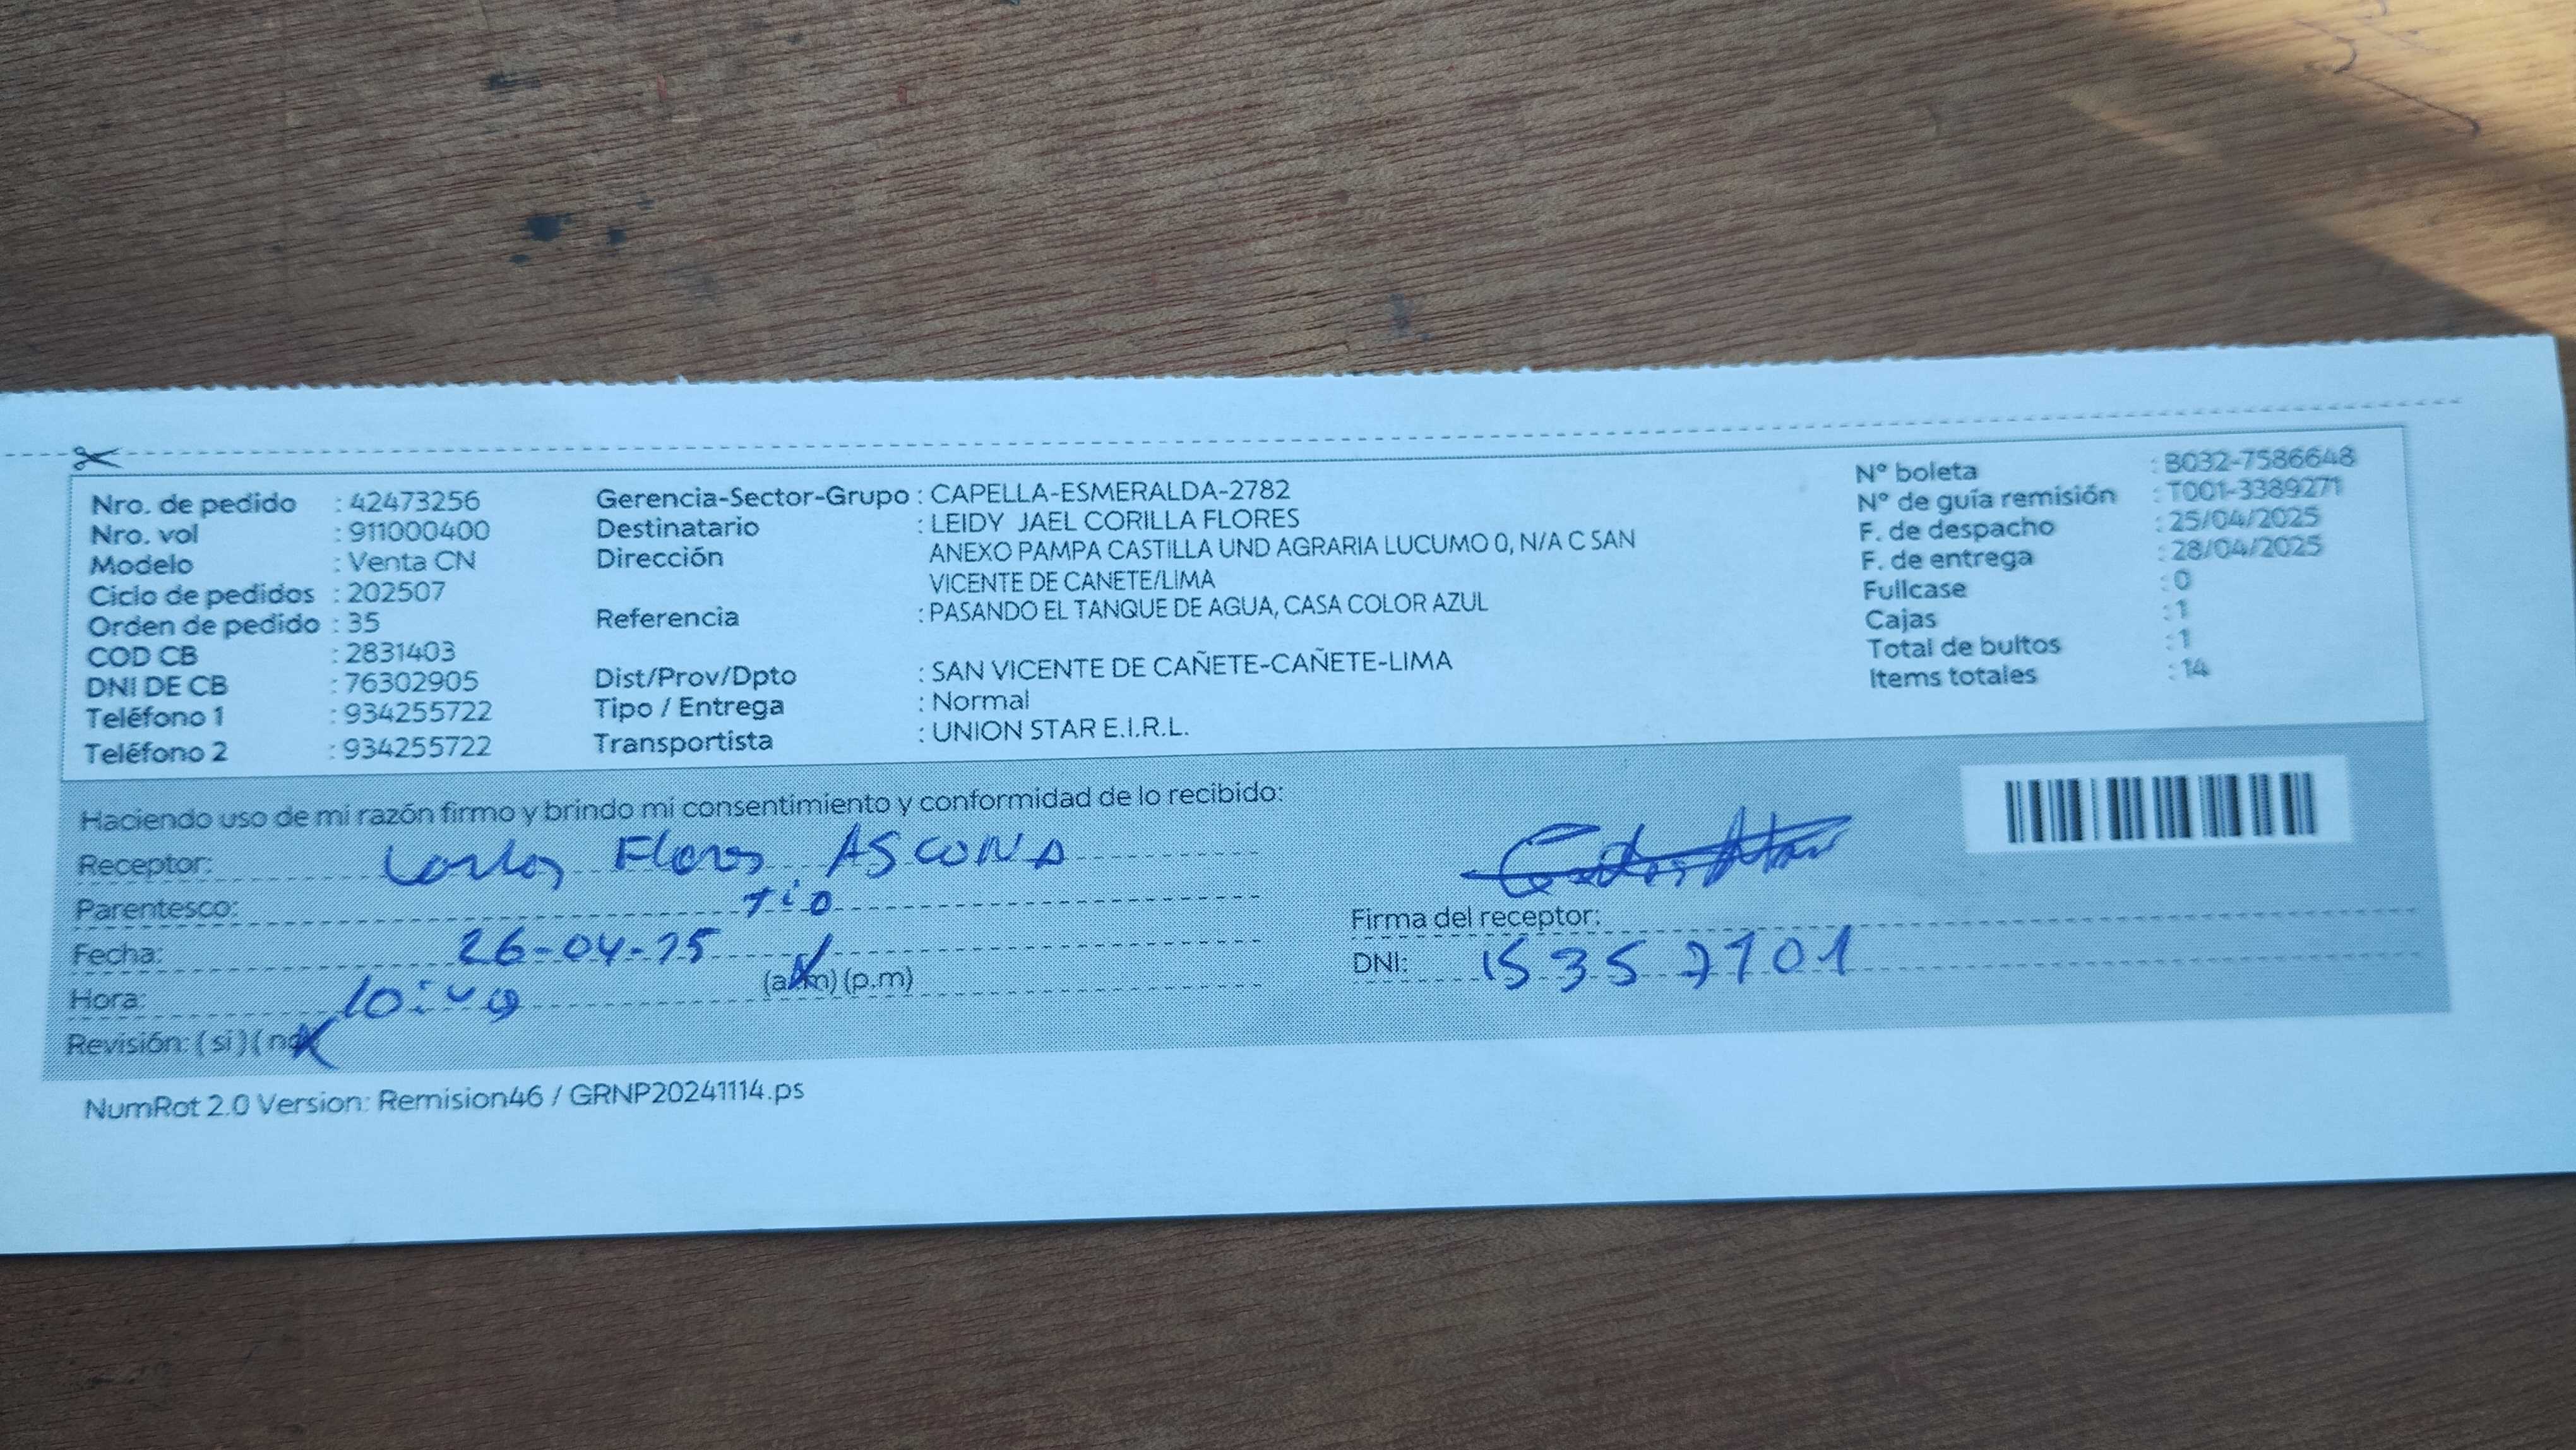 Nro. de pedido : 42473256
Nro. vol : 911000400
Modelo : Venta CN
Ciclo de pedidos : 202507
Orden de pedido : 35
COD CB : 2831403
DNI DE CB : 76302905
Teléfono 1 : 934255722
Teléfono 2 : 934255722
Gerencia-Sector-Grupo : CAPELLA-ESMERALDA-2782
Destinatario : LEIDY JAEL CORILLA FLORES
Dirección ANEXO PAMPA CASTILLA UND AGRARIA LUCUMO 0, N/A C SAN
VICENTE DE CANETE/LIMA
Referencia : PASANDO EL TANQUE DE AGUA, CASA COLOR AZUL
Dist/Prov/Dpto : SAN VICENTE DE CAÑETE-CAÑETE-LIMA
Tipo / Entrega : Normal
Transportista : UNION STAR E.I.R.L.
N° boleta : B032-7586648
N° de guía remisión : T001-3389271
F. de despacho : 25/04/2025
F. de entrega : 28/04/2025
Fullcase : 0
Cajas : 1
Total de bultos : 1
Items totales : 14
Haciendo uso de mi razón firmo y brindo mi consentimiento y conformidad de lo recibido:
Receptor: Carlos Flores ASCONA
Parentesco: Tio
Fecha: 26-04-25
Hora: (a.m) (p.m)
Revisión: (si) (no)
Firma del receptor:
DNI: 15357701
NumRot 2.0 Version: Remision46 / GRNP20241114.ps